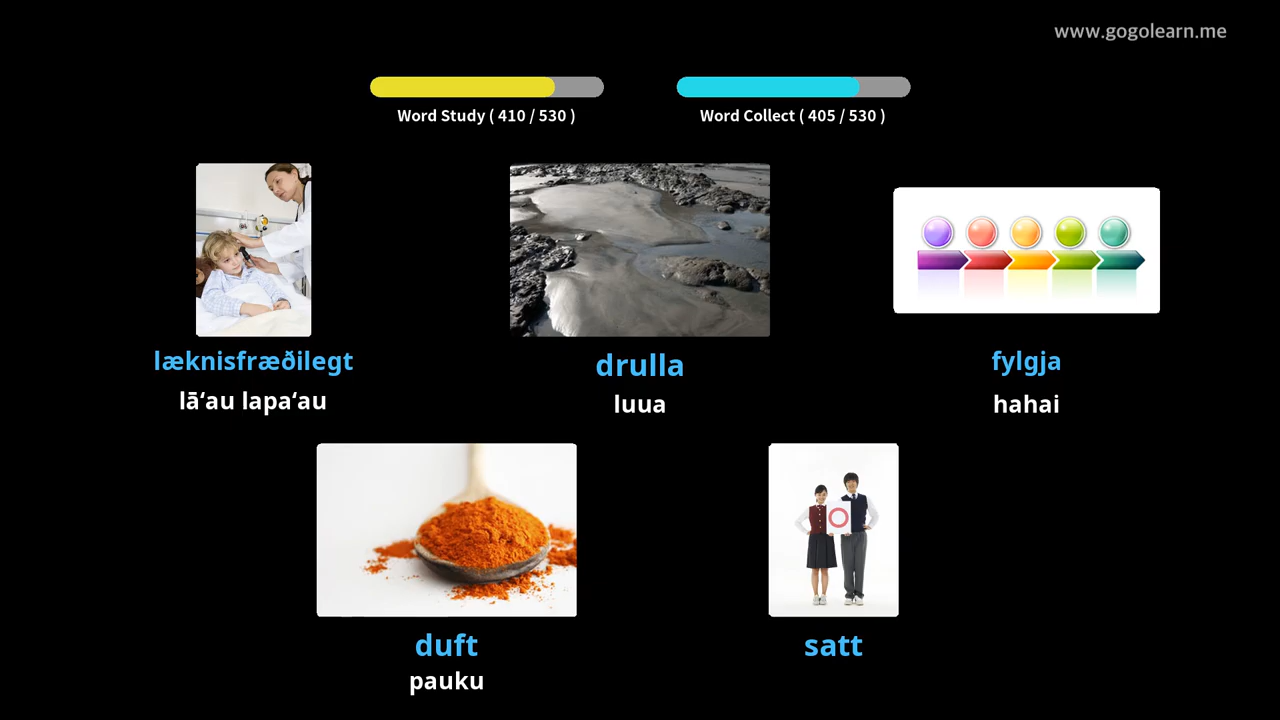 www.gogolearn.me
Word Study ( 410 / 530 )
Word Collect ( 405 / 530 )
læknisfræðilegt
lāʻau lapaʻau
drulla
luua
fylgja
hahai
duft
pauku
satt